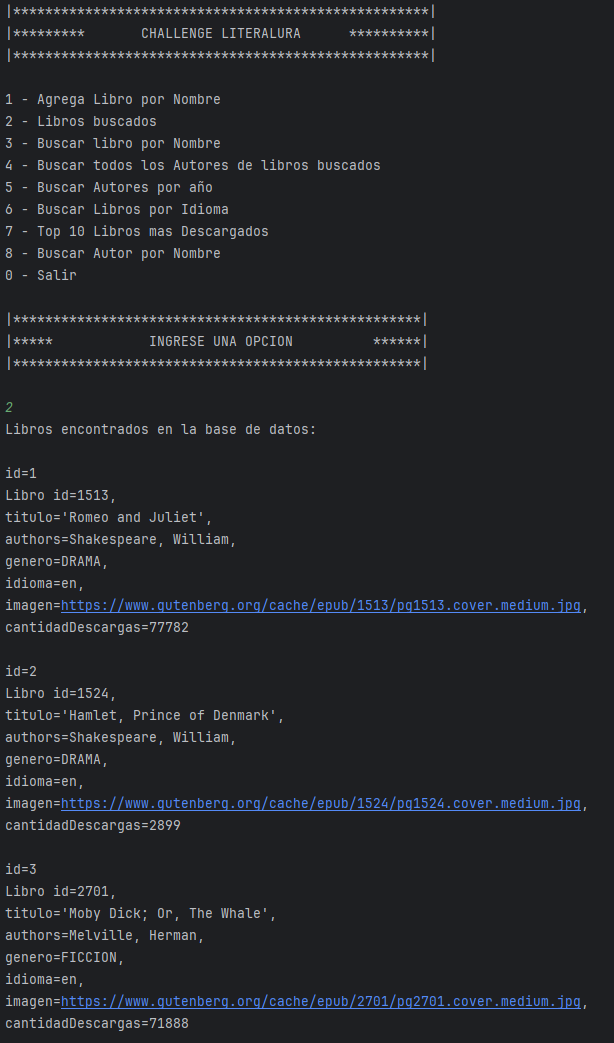 |****************************************************|
|*********       CHALLENGE LITERALURA      **********|
|****************************************************|
1 - Agrega Libro por Nombre
2 - Libros buscados
3 - Buscar libro por Nombre
4 - Buscar todos los Autores de libros buscados
5 - Buscar Autores por año
6 - Buscar Libros por Idioma
7 - Top 10 Libros mas Descargados
8 - Buscar Autor por Nombre
0 - Salir
|***************************************************|
|*****            INGRESE UNA OPCION          ******|
|***************************************************|
2
Libros encontrados en la base de datos:
id=1
Libro id=1513,
titulo='Romeo and Juliet',
authors=Shakespeare, William,
genero=DRAMA,
idioma=en,
imagen=https://www.gutenberg.org/cache/epub/1513/pg1513.cover.medium.jpg,
cantidadDescargas=77782
id=2
Libro id=1524,
titulo='Hamlet, Prince of Denmark',
authors=Shakespeare, William,
genero=DRAMA,
idioma=en,
imagen=https://www.gutenberg.org/cache/epub/1524/pg1524.cover.medium.jpg,
cantidadDescargas=2899
id=3
Libro id=2701,
titulo='Moby Dick; Or, The Whale',
authors=Melville, Herman,
genero=FICCION,
idioma=en,
imagen=https://www.gutenberg.org/cache/epub/2701/pg2701.cover.medium.jpg,
cantidadDescargas=71888